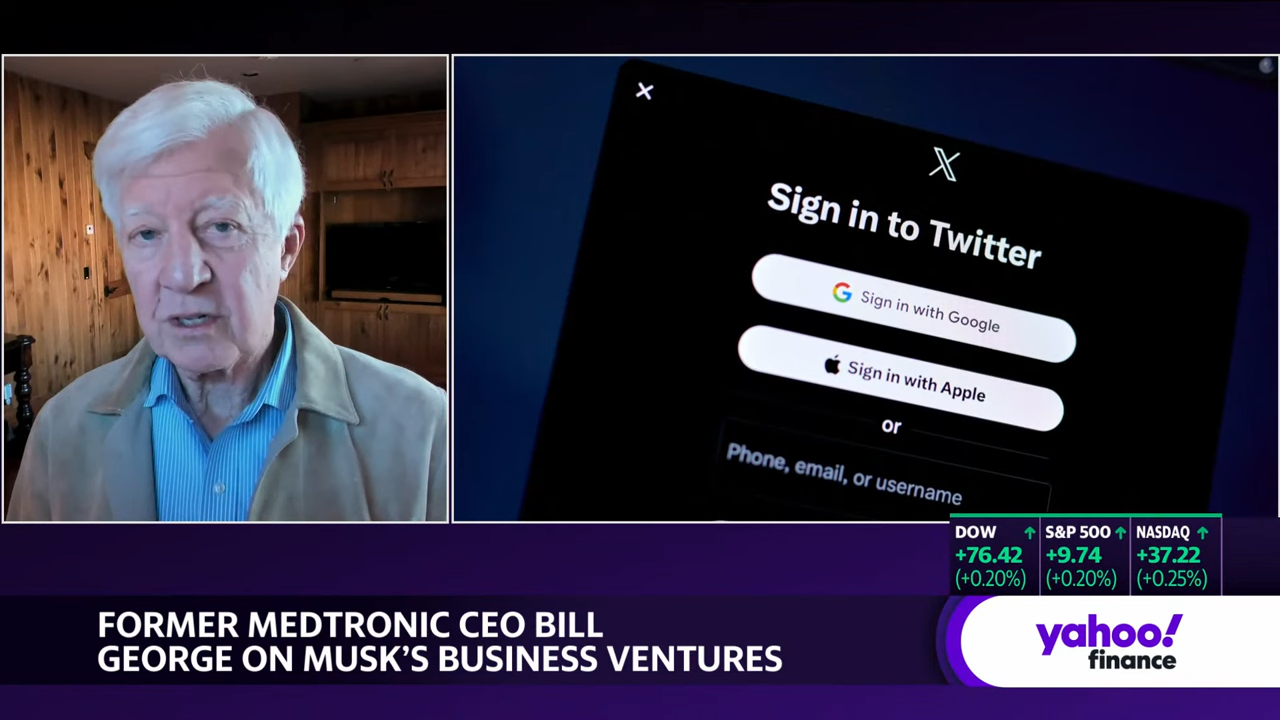 X
Sign in to Twitter
Sign in with Google
Sign in with Apple
or
Phone, email, or username
DOW
+76.42
(+0.20%)
S&P 500
+9.74
(+0.20%)
NASDAQ
+37.22
(+0.25%)
FORMER MEDTRONIC CEO BILL
GEORGE ON MUSK'S BUSINESS VENTURES
yahoo!
finance